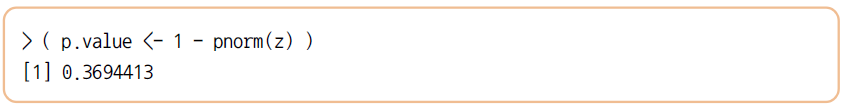 > ( p.value <- 1 - pnorm(z) )
[1] 0.3694413